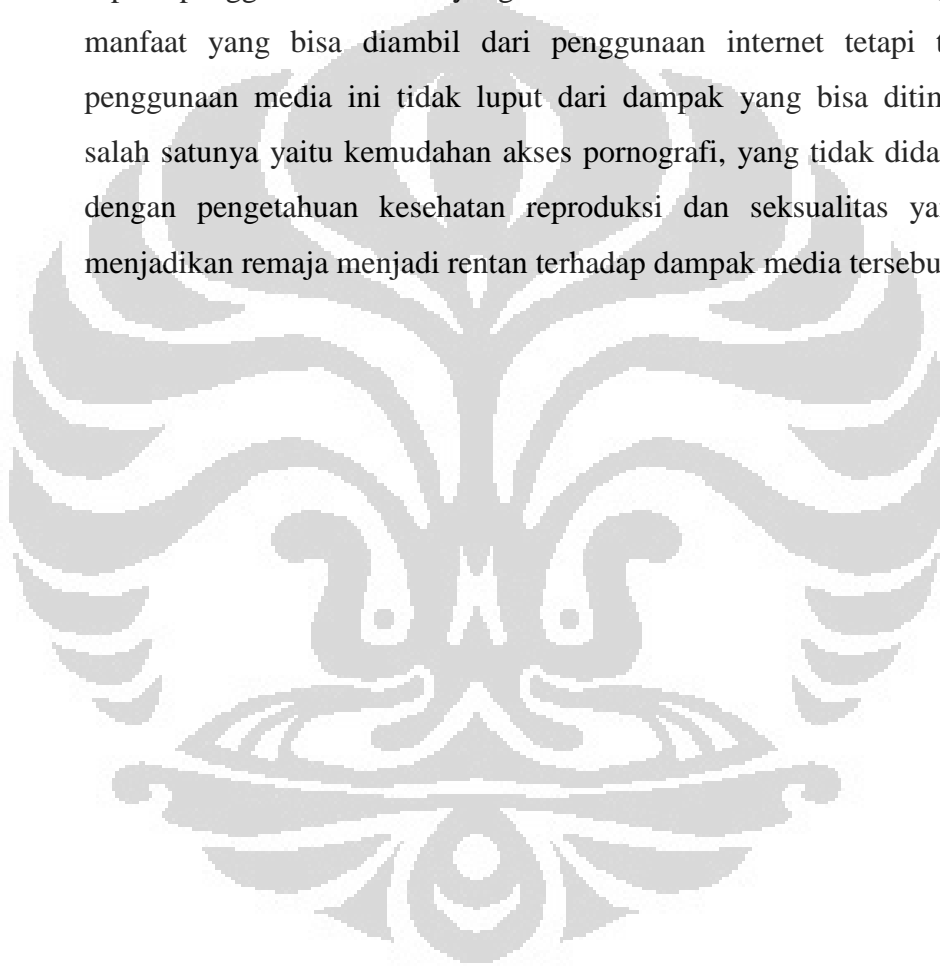 manfaat yang bisa diambil dari penggunaan internet tetapi
penggunaan media ini tidak luput dari dampak yang bisa
salah satunya yaitu kemudahan akses pornografi, yang tidak
dengan pengetahuan kesehatan reproduksi dan seksualitas
menjadikan remaja menjadi rentan terhadap dampak media